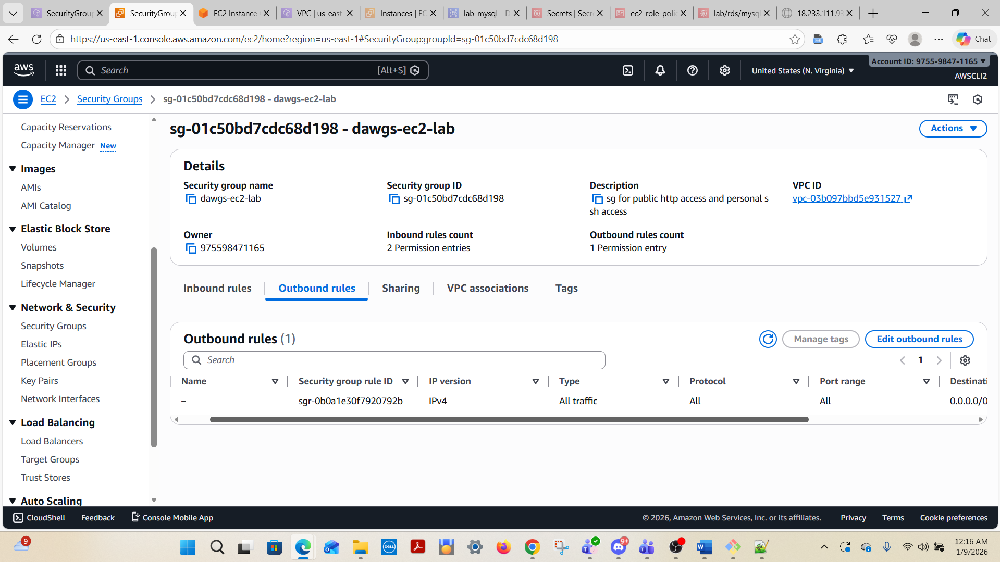 SecurityGroup
SecurityGroup
EC2 Instance
VPC | us-east-
Instances | EC
lab-mysql - D
Secrets | Secr
ec2_role_polic
lab/rds/mysq
18.233.111.93
https://us-east-1.console.aws.amazon.com/ec2/home?region=us-east-1#SecurityGroup:groupId=sg-01c50bd7cdc68d198
Chat
aws
Search
[Alt+S]
United States (N. Virginia)
Account ID: 9755-9847-1165
AWSCLI2
EC2
Security Groups
sg-01c50bd7cdc68d198 - dawgs-ec2-lab
Capacity Reservations
Capacity Manager New
Images
AMIs
AMI Catalog
Elastic Block Store
Volumes
Snapshots
Lifecycle Manager
Network & Security
Security Groups
Elastic IPs
Placement Groups
Key Pairs
Network Interfaces
Load Balancing
Load Balancers
Target Groups
Trust Stores
Auto Scaling
sg-01c50bd7cdc68d198 - dawgs-ec2-lab
Actions
Details
Security group name
dawgs-ec2-lab
Security group ID
sg-01c50bd7cdc68d198
Description
sg for public http access and personal s
sh access
VPC ID
vpc-03b097bbd5e931527
Owner
975598471165
Inbound rules count
2 Permission entries
Outbound rules count
1 Permission entry
Inbound rules
Outbound rules
Sharing
VPC associations
Tags
Outbound rules (1)
Manage tags
Edit outbound rules
Search
1
Name
Security group rule ID
IP version
Type
Protocol
Port range
Destinati
–
sgr-0b0a1e30f7920792b
IPv4
All traffic
All
All
0.0.0.0/0
CloudShell
Feedback
Console Mobile App
© 2026, Amazon Web Services, Inc. or its affiliates.
Privacy
Terms
Cookie preferences
9
DELL
9+
12:16 AM
1/9/2026